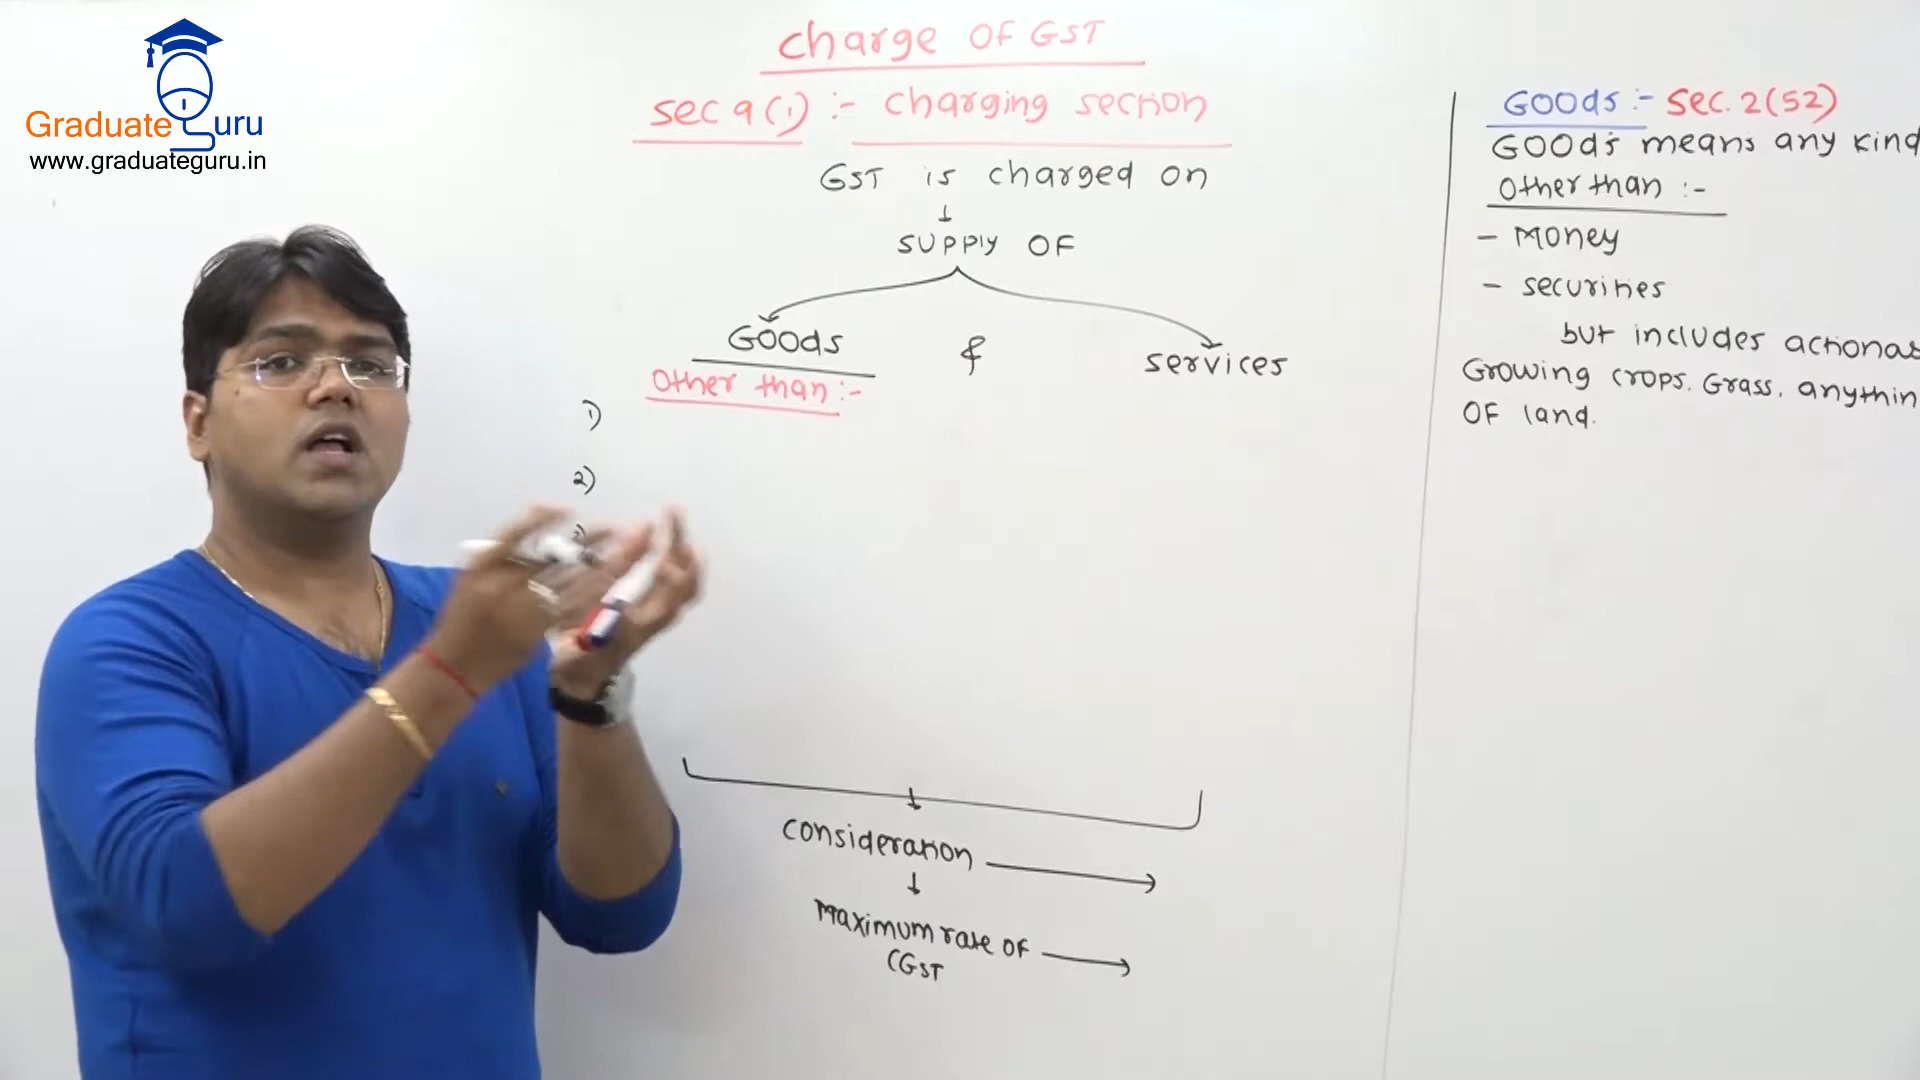 Graduate Guru
www.graduateguru.in
Charge OF GST
Sec 9(1) :- Charging section
GST is charged on
SUPPLY OF
Goods & services
Other than :-
1)
2)
3)
Consideration
Maximum rate OF
CGST
Goods :- Sec. 2(52)
Goods means any kind
Other than :-
- Money
- securities
but includes
Growing crops. Grass,
OF land.